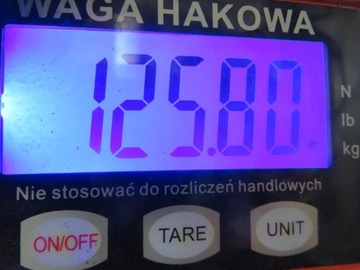 WAGA HAKOWA
125.80
N
lb
kg
Nie stosować do rozliczeń handlowych
ON/OFF
TARE
UNIT